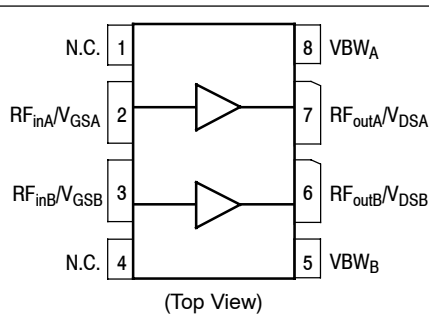 N.C. 1 8 VBWA
RFinA/VGSA 2 7 RFoutA/VDSA
RFinB/VGSB 3 6 RFoutB/VDSB
N.C. 4 5 VBWB
(Top View)